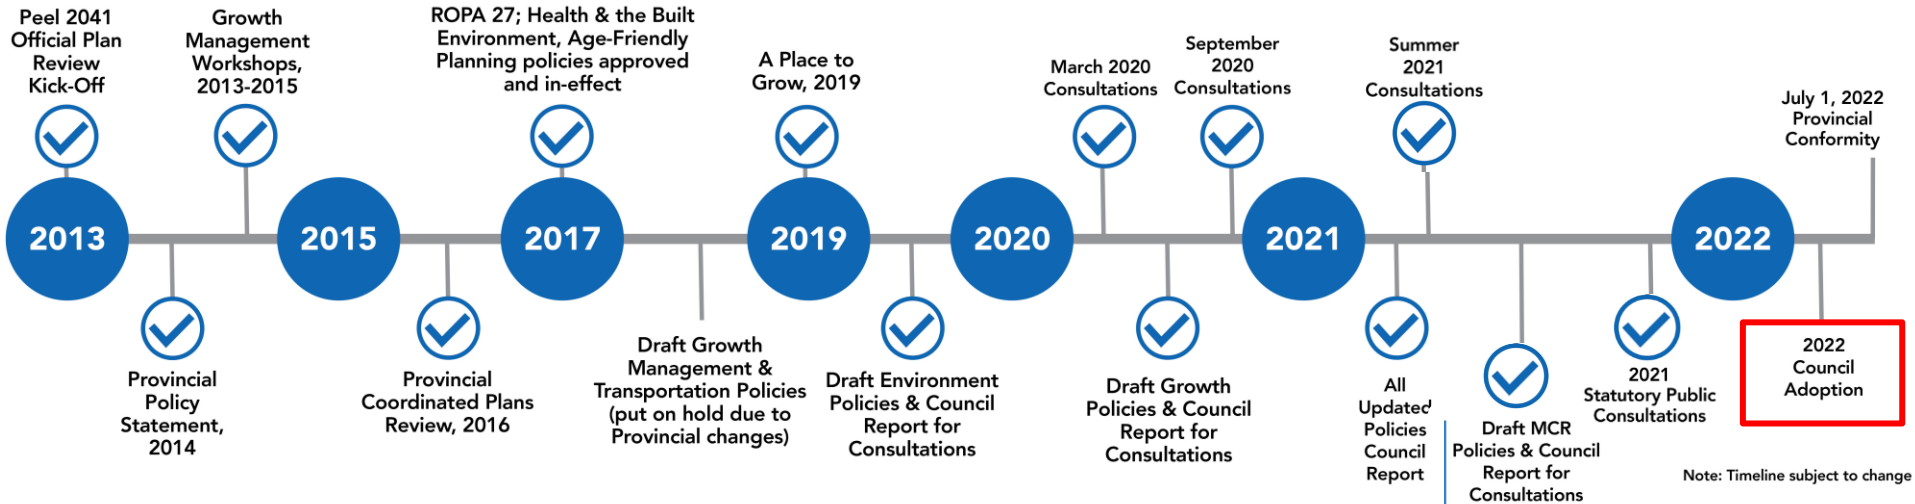 Peel 2041
Official Plan
Review
Kick-Off
Growth
Management
Workshops,
2013-2015
ROPA 27; Health & the Built
Environment, Age-Friendly
Planning policies approved
and in-effect
A Place to
Grow, 2019
March 2020
Consultations
September
2020
Consultations
Summer
2021
Consultations
July 1, 2022
Provincial
Conformity
2013
2015
2017
2019
2020
2021
2022
Provincial
Policy
Statement,
2014
Provincial
Coordinated Plans
Review, 2016
Draft Growth
Management &
Transportation Policies
(put on hold due to
Provincial changes)
Draft Environment
Policies & Council
Report for
Consultations
Draft Growth
Policies & Council
Report for
Consultations
All
Updated
Policies
Council
Report
Draft MCR
Policies & Council
Report for
Consultations
2021
Statutory Public
Consultations
2022
Council
Adoption
Note: Timeline subject to change